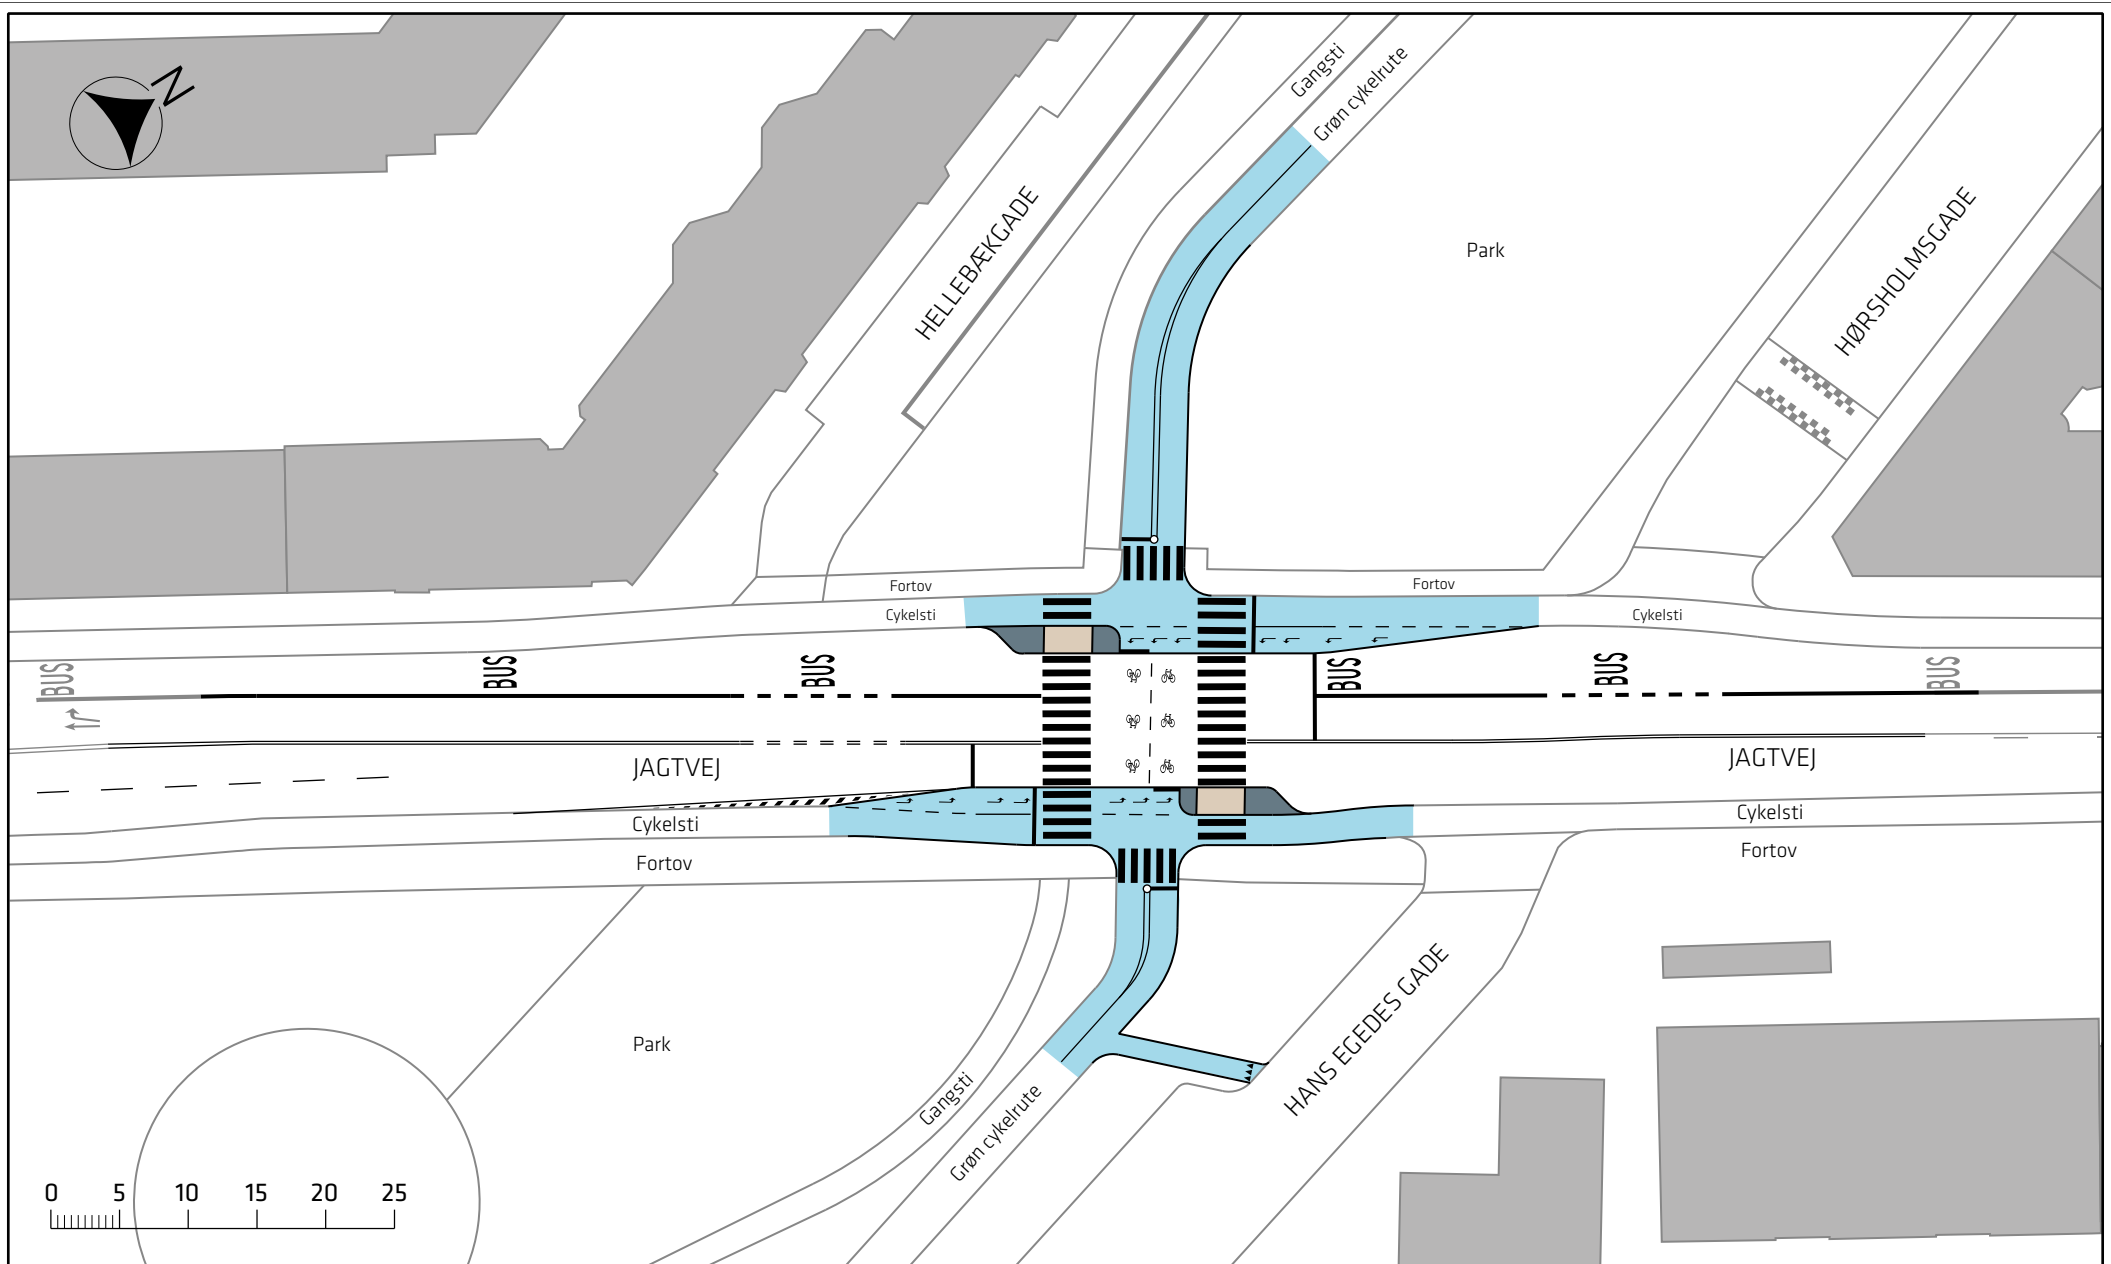 N
Gangsti
Grøn cykelrute
HELLEBÆKGADE
Park
HØRSHOLMSGADE
Fortov
Fortov
Cykelsti
Cykelsti
BUS
BUS
BUS
BUS
BUS
BUS
JAGTVEJ
JAGTVEJ
Cykelsti
Cykelsti
Fortov
Fortov
Park
Gangsti
Grøn cykelrute
HANS EGEDES GADE
0 5 10 15 20 25